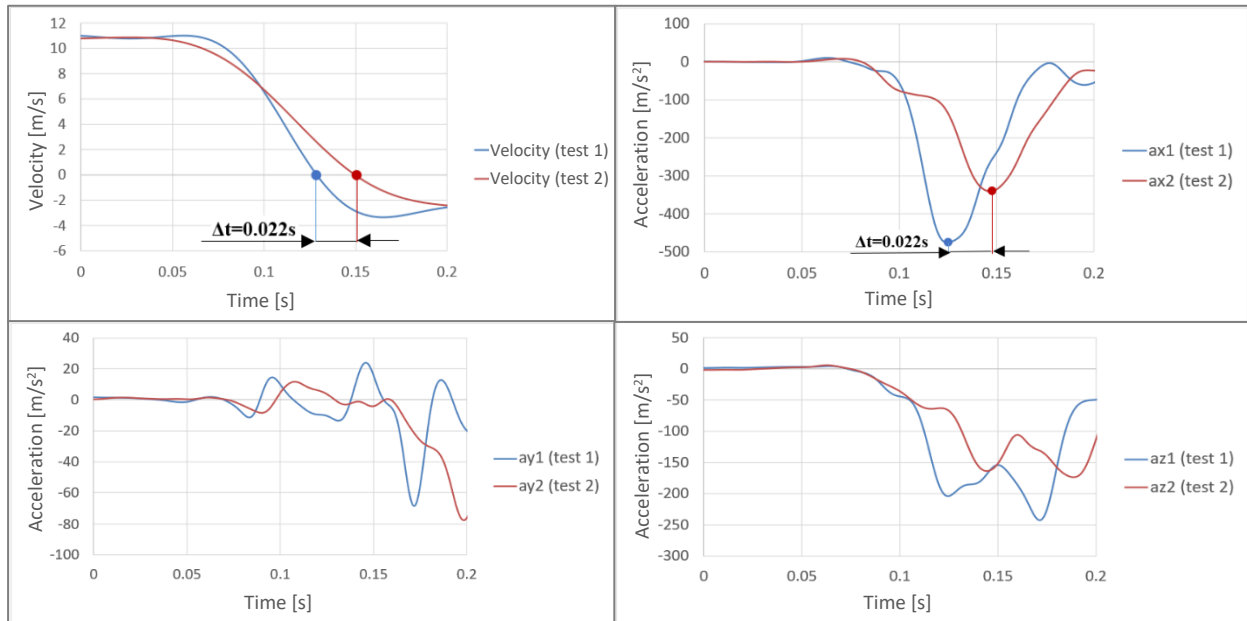 12
10
8
6
4
2
0
-2
-4
-6
Velocity [m/s]
0
0.05
0.1
0.15
0.2
Time [s]
Δt=0.022s
Velocity (test 1)
Velocity (test 2)
100
0
-100
-200
-300
-400
-500
Acceleration [m/s²]
0
0.05
0.1
0.15
0.2
Time [s]
Δt=0.022s
ax1 (test 1)
ax2 (test 2)
40
20
0
-20
-40
-60
-80
-100
Acceleration [m/s²]
0
0.05
0.1
0.15
0.2
Time [s]
ay1 (test 1)
ay2 (test 2)
50
0
-50
-100
-150
-200
-250
-300
Acceleration [m/s²]
0
0.05
0.1
0.15
0.2
Time [s]
az1 (test 1)
az2 (test 2)